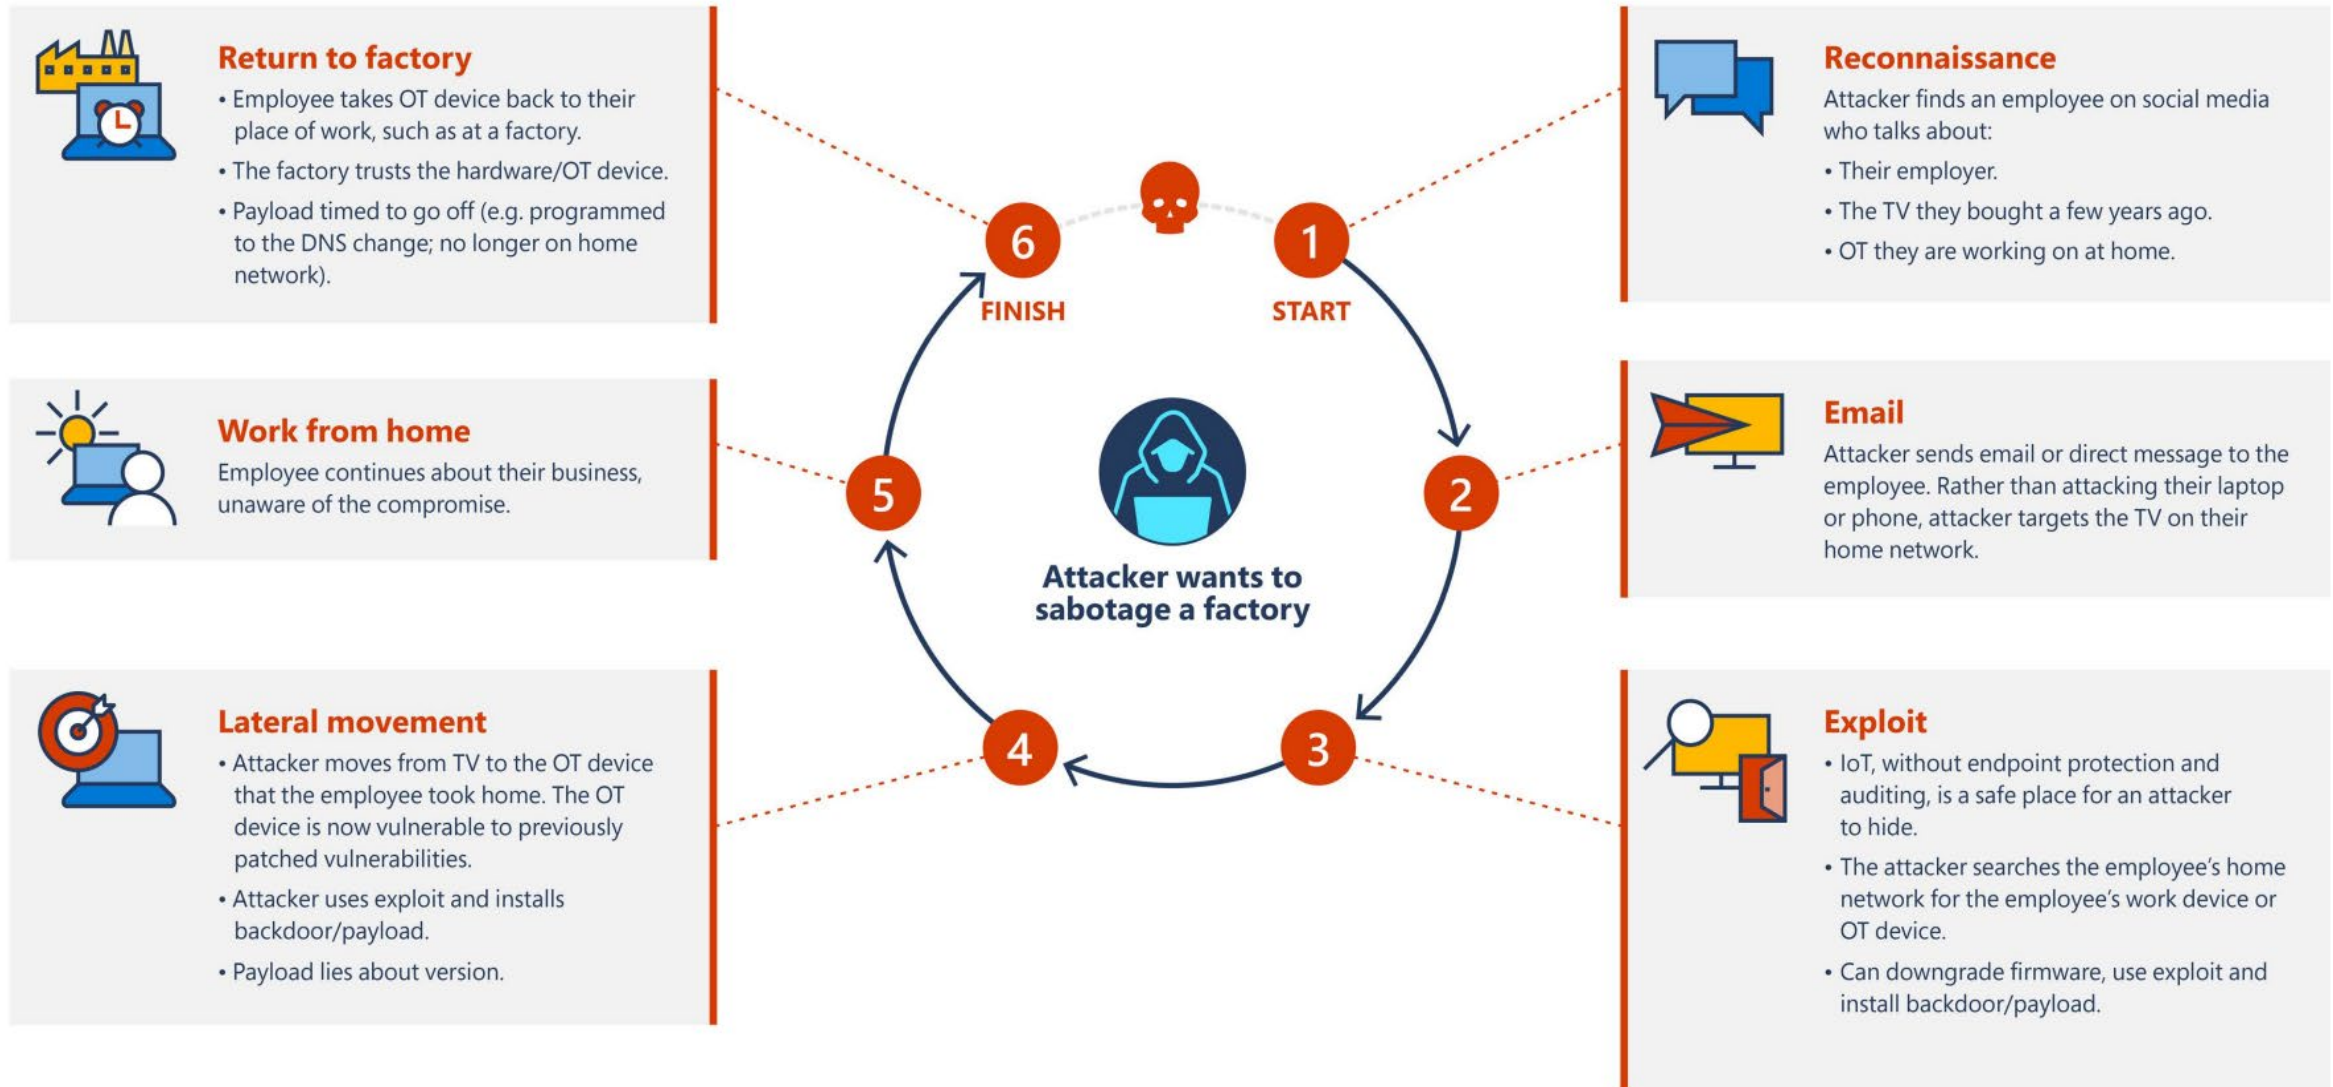 Return to factory
• Employee takes OT device back to their
place of work, such as at a factory.
• The factory trusts the hardware/OT device.
• Payload timed to go off (e.g. programmed
to the DNS change; no longer on home
network).
Work from home
Employee continues about their business,
unaware of the compromise.
Lateral movement
• Attacker moves from TV to the OT device
that the employee took home. The OT
device is now vulnerable to previously
patched vulnerabilities.
• Attacker uses exploit and installs
backdoor/payload.
• Payload lies about version.
6
FINISH
1
START
5
2
Attacker wants to
sabotage a factory
4
3
Reconnaissance
Attacker finds an employee on social media
who talks about:
• Their employer.
• The TV they bought a few years ago.
• OT they are working on at home.
Email
Attacker sends email or direct message to the
employee. Rather than attacking their laptop
or phone, attacker targets the TV on their
home network.
Exploit
• IoT, without endpoint protection and
auditing, is a safe place for an attacker
to hide.
• The attacker searches the employee's home
network for the employee's work device or
OT device.
• Can downgrade firmware, use exploit and
install backdoor/payload.